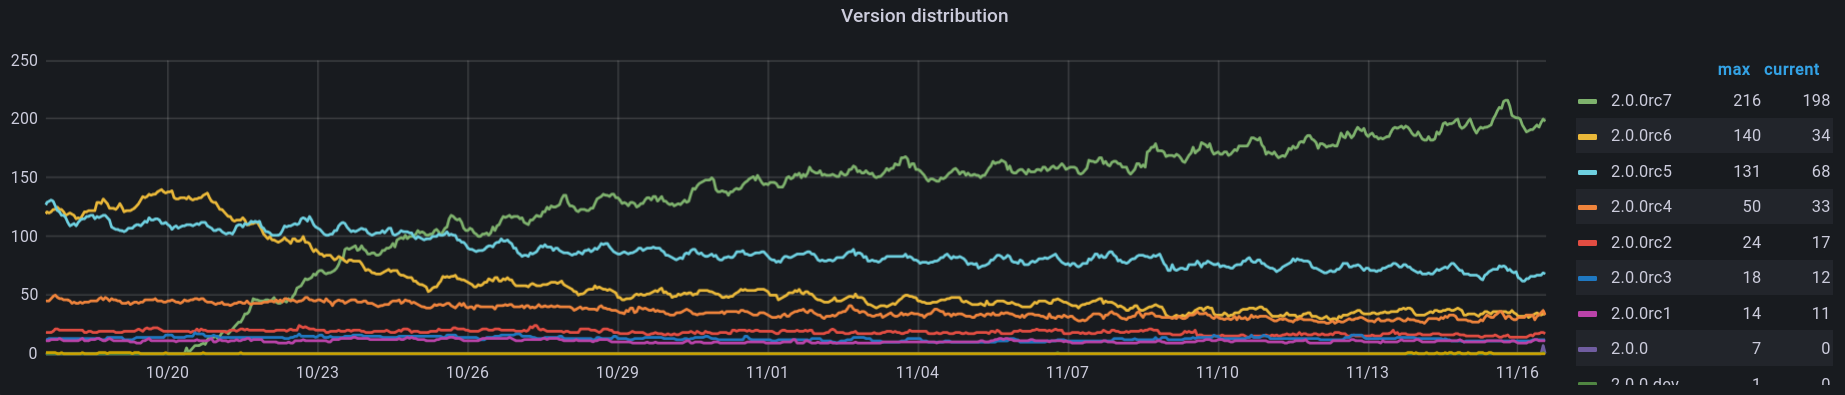 Version distribution
250
200
150
100
50
0
10/20 10/23 10/26 10/29 11/01 11/04 11/07 11/10 11/13 11/16
max current
2.0.0rc7 216 198
2.0.0rc6 140 34
2.0.0rc5 131 68
2.0.0rc4 50 33
2.0.0rc2 24 17
2.0.0rc3 18 12
2.0.0rc1 14 11
2.0.0 7 0